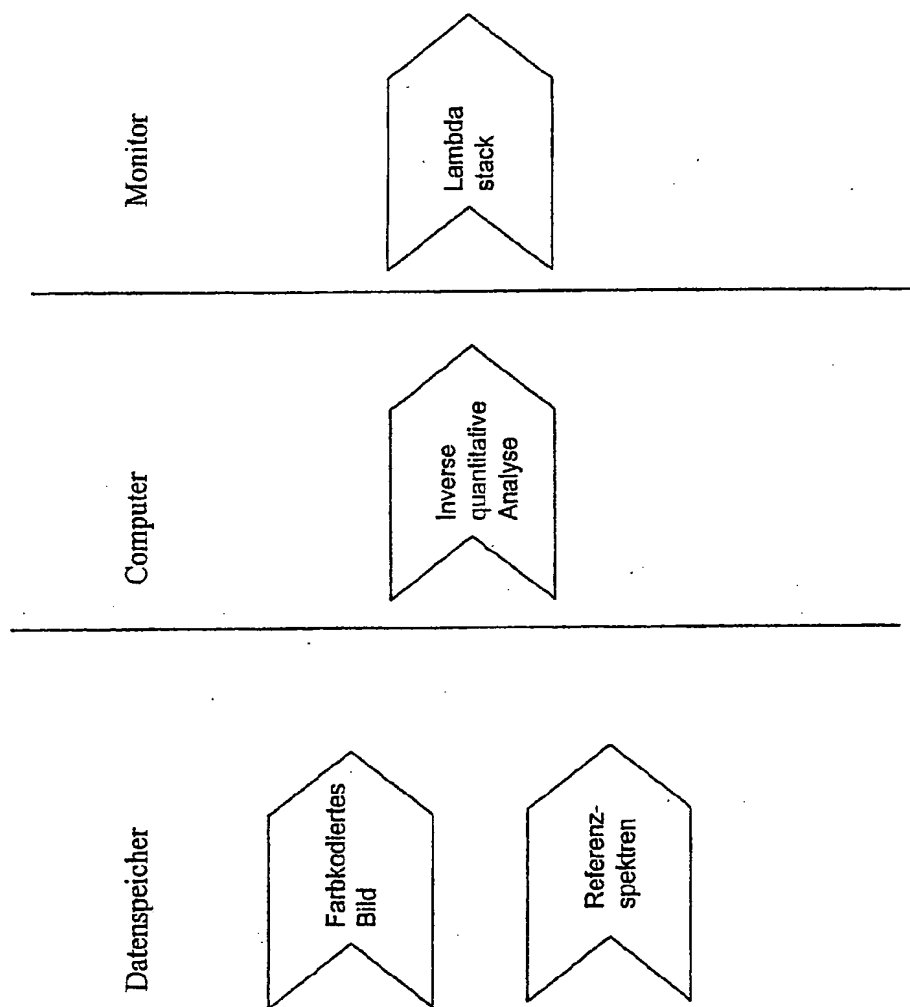 Datenspeicher
Farbkodiertes
Bild
Referenz-
spektren
Computer
Inverse
quantitative
Analyse
Monitor
Lambda
stack